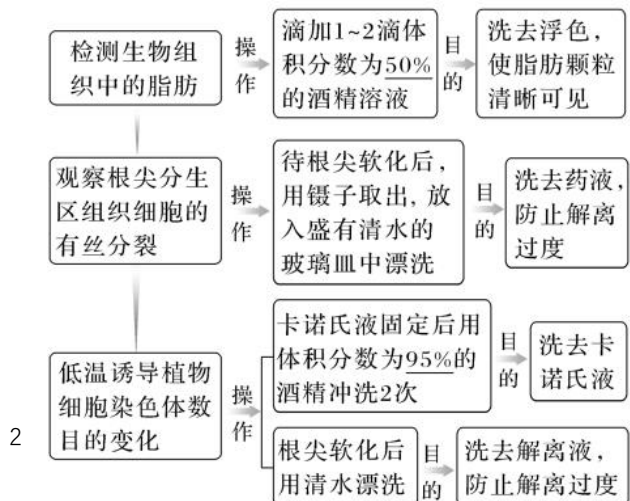 检测生物组
织中的脂肪
操作
滴加1~2滴体
积分数为50%
的酒精溶液
目的
洗去浮色，
使脂肪颗粒
清晰可见
观察根尖分生
区组织细胞的
有丝分裂
操作
待根尖软化后，
用镊子取出，放
入盛有清水的
玻璃皿中漂洗
目的
洗去药液，
防止解离
过度
2
低温诱导植物
细胞染色体数
目的变化
操作
卡诺氏液固定后用
体积分数为95%的
酒精冲洗2次
目的
洗去卡
诺氏液
根尖软化后
用清水漂洗
目的
洗去解离液，
防止解离过度